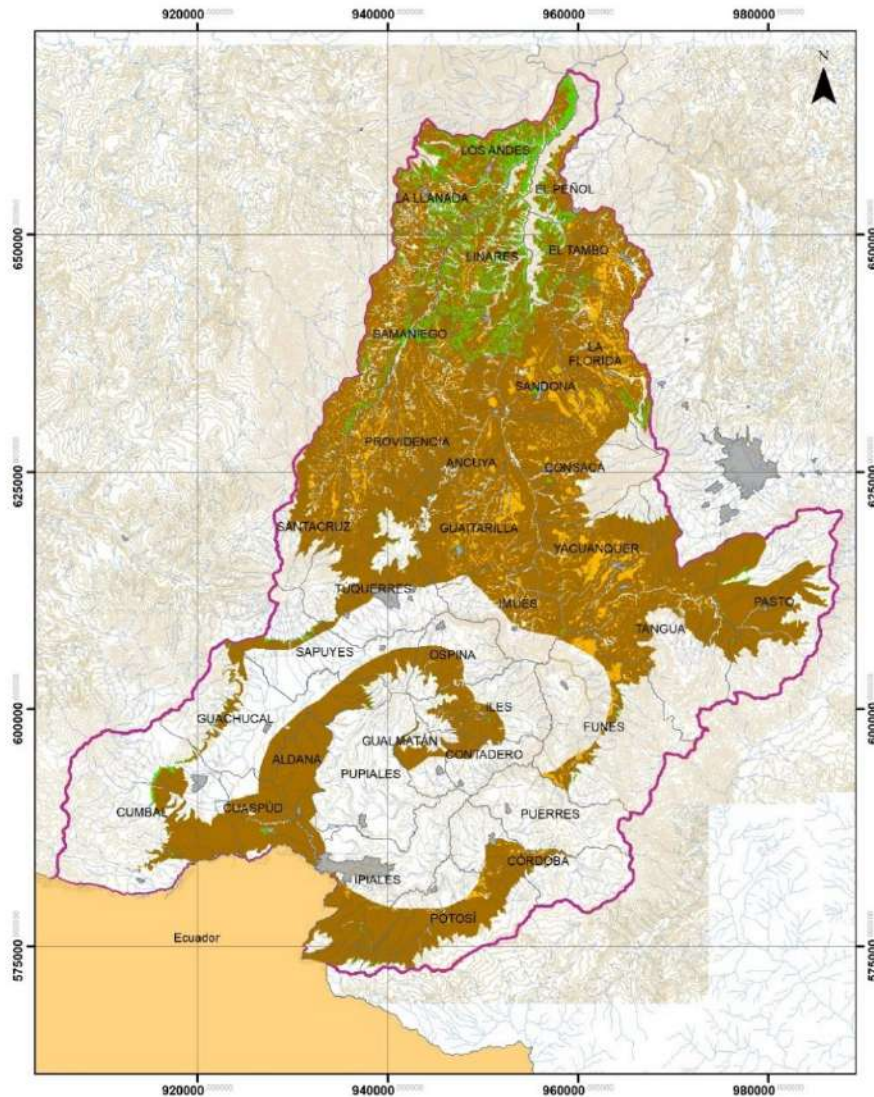 920000 940000 960000 980000
N
LOS ANDES
LA LLANADA
EL PEÑOL
650000
650000
EL TAMBO
LINARES
SAMANIEGO
LA
FLORIDA
SANDONA
PROVIDENCIA
ANCUYA
CONSACA
625000
625000
SANTACRUZ
GUAITARILLA
YACUANQUER
TUQUERRES
IMUES
PASTO
TANGUA
SAPUYES
OSPINA
GUACHUCAL
ILES
FUNES
600000
600000
GUALMATÁN
CONTADERO
ALDANA
PUPIALES
CUMBAL
CUASPÚD
PUERRES
CÓRDOBA
IPIALES
POTOSÍ
Ecuador
575000
575000
920000 940000 960000 980000